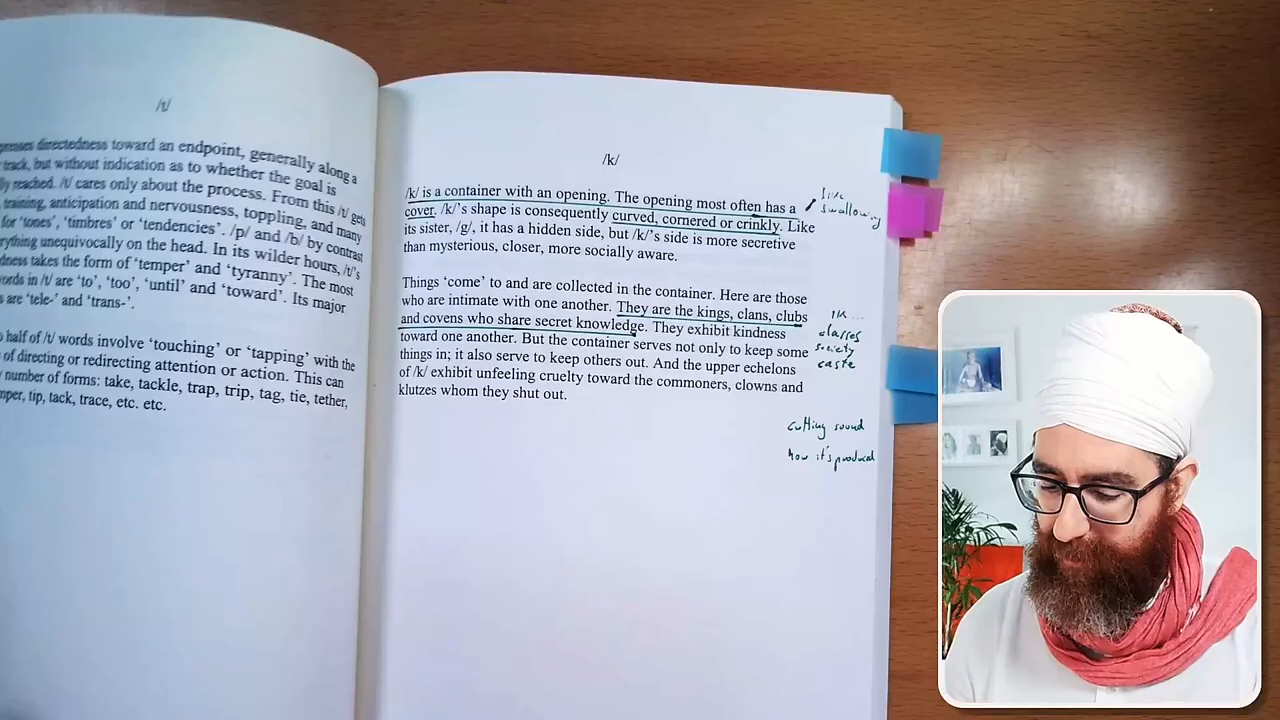 /t/
presses directedness toward an endpoint, generally along a
track, but without indication as to whether the goal is
ly reached. /t/ cares only about the process. From this /t/ gets
training, anticipation and nervousness, toppling, and many
for 'tones', 'timbres' or 'tendencies'. /p/ and /b/ by contrast
rything unequivocally on the head. In its wilder hours, /t/'s
dness takes the form of 'temper' and 'tyranny'. The most
words in /t/ are 'to', 'too', 'until' and 'toward'. Its major
s are 'tele-' and 'trans-'.
half of /t/ words involve 'touching' or 'tapping' with the
of directing or redirecting attention or action. This can
number of forms: take, tackle, trap, trip, tag, tie, tether,
mper, tip, tack, trace, etc. etc.
/k/
/k/ is a container with an opening. The opening most often has a
cover. /k/'s shape is consequently curved, cornered or crinkly. Like
its sister, /g/, it has a hidden side, but /k/'s side is more secretive
than mysterious, closer, more socially aware.
like
swallowing
Things 'come' to and are collected in the container. Here are those
who are intimate with one another. They are the kings, clans, clubs
and covens who share secret knowledge. They exhibit kindness
toward one another. But the container serves not only to keep some
things in; it also serve to keep others out. And the upper echelons
of /k/ exhibit unfeeling cruelty toward the commoners, clowns and
klutzes whom they shut out.
classes
society
caste
cutting sound
how it's produced